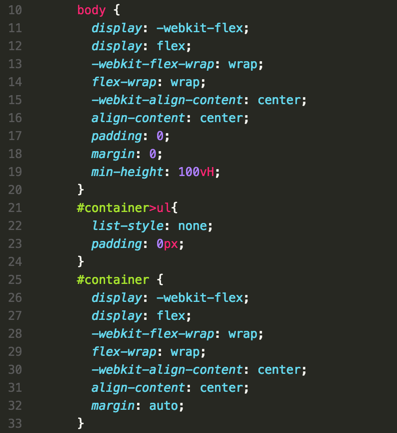 10 body {
11 display: -webkit-flex;
12 display: flex;
13 -webkit-flex-wrap: wrap;
14 flex-wrap: wrap;
15 -webkit-align-content: center;
16 align-content: center;
17 padding: 0;
18 margin: 0;
19 min-height: 100vH;
20 }
21 #container>ul{
22 list-style: none;
23 padding: 0px;
24 }
25 #container {
26 display: -webkit-flex;
27 display: flex;
28 -webkit-flex-wrap: wrap;
29 flex-wrap: wrap;
30 -webkit-align-content: center;
31 align-content: center;
32 margin: auto;
33 }